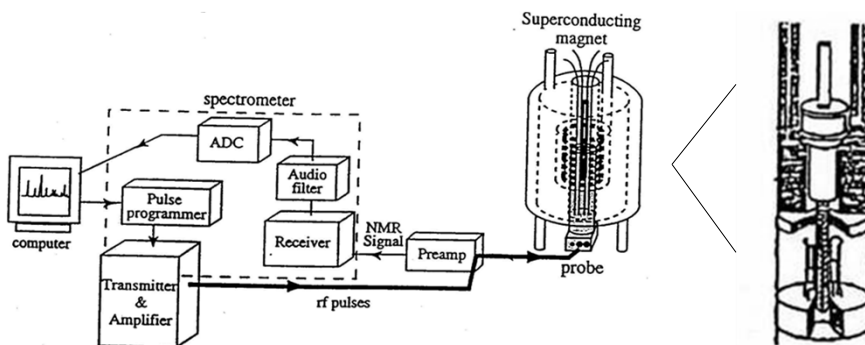 Superconducting
magnet
spectrometer
ADC
Audio
filter
Pulse
programmer
computer
Receiver
NMR
Signal
Preamp
probe
Transmitter
&
Amplifier
rf pulses